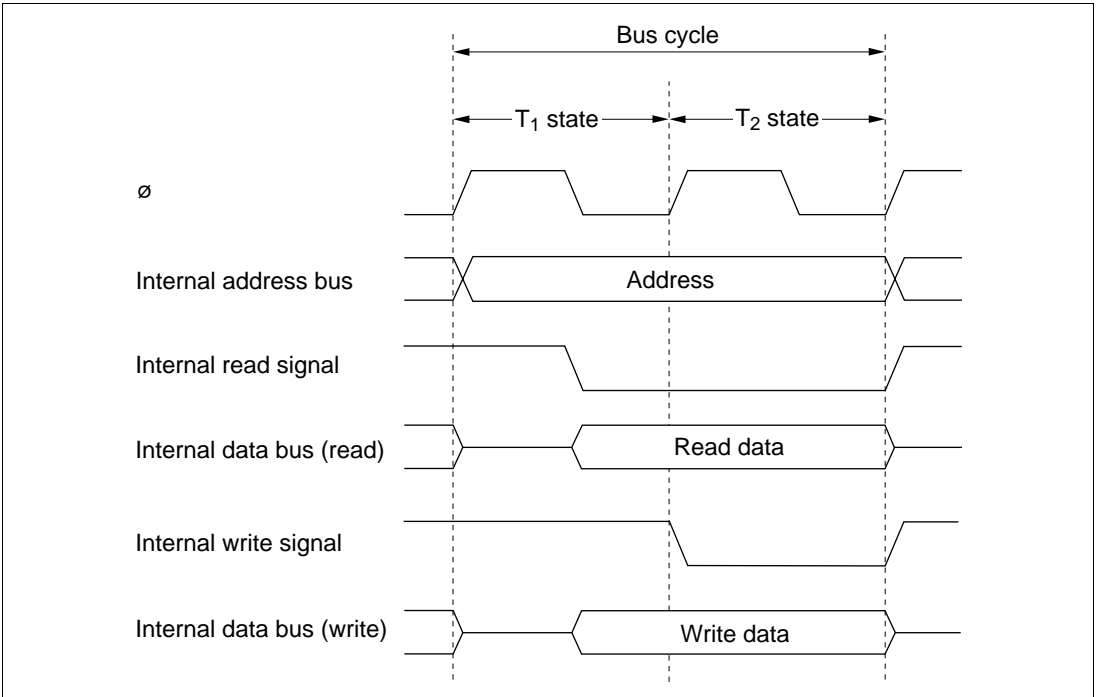 Bus cycle
T₁ state T₂ state
ø
Internal address bus Address
Internal read signal
Internal data bus (read) Read data
Internal write signal
Internal data bus (write) Write data